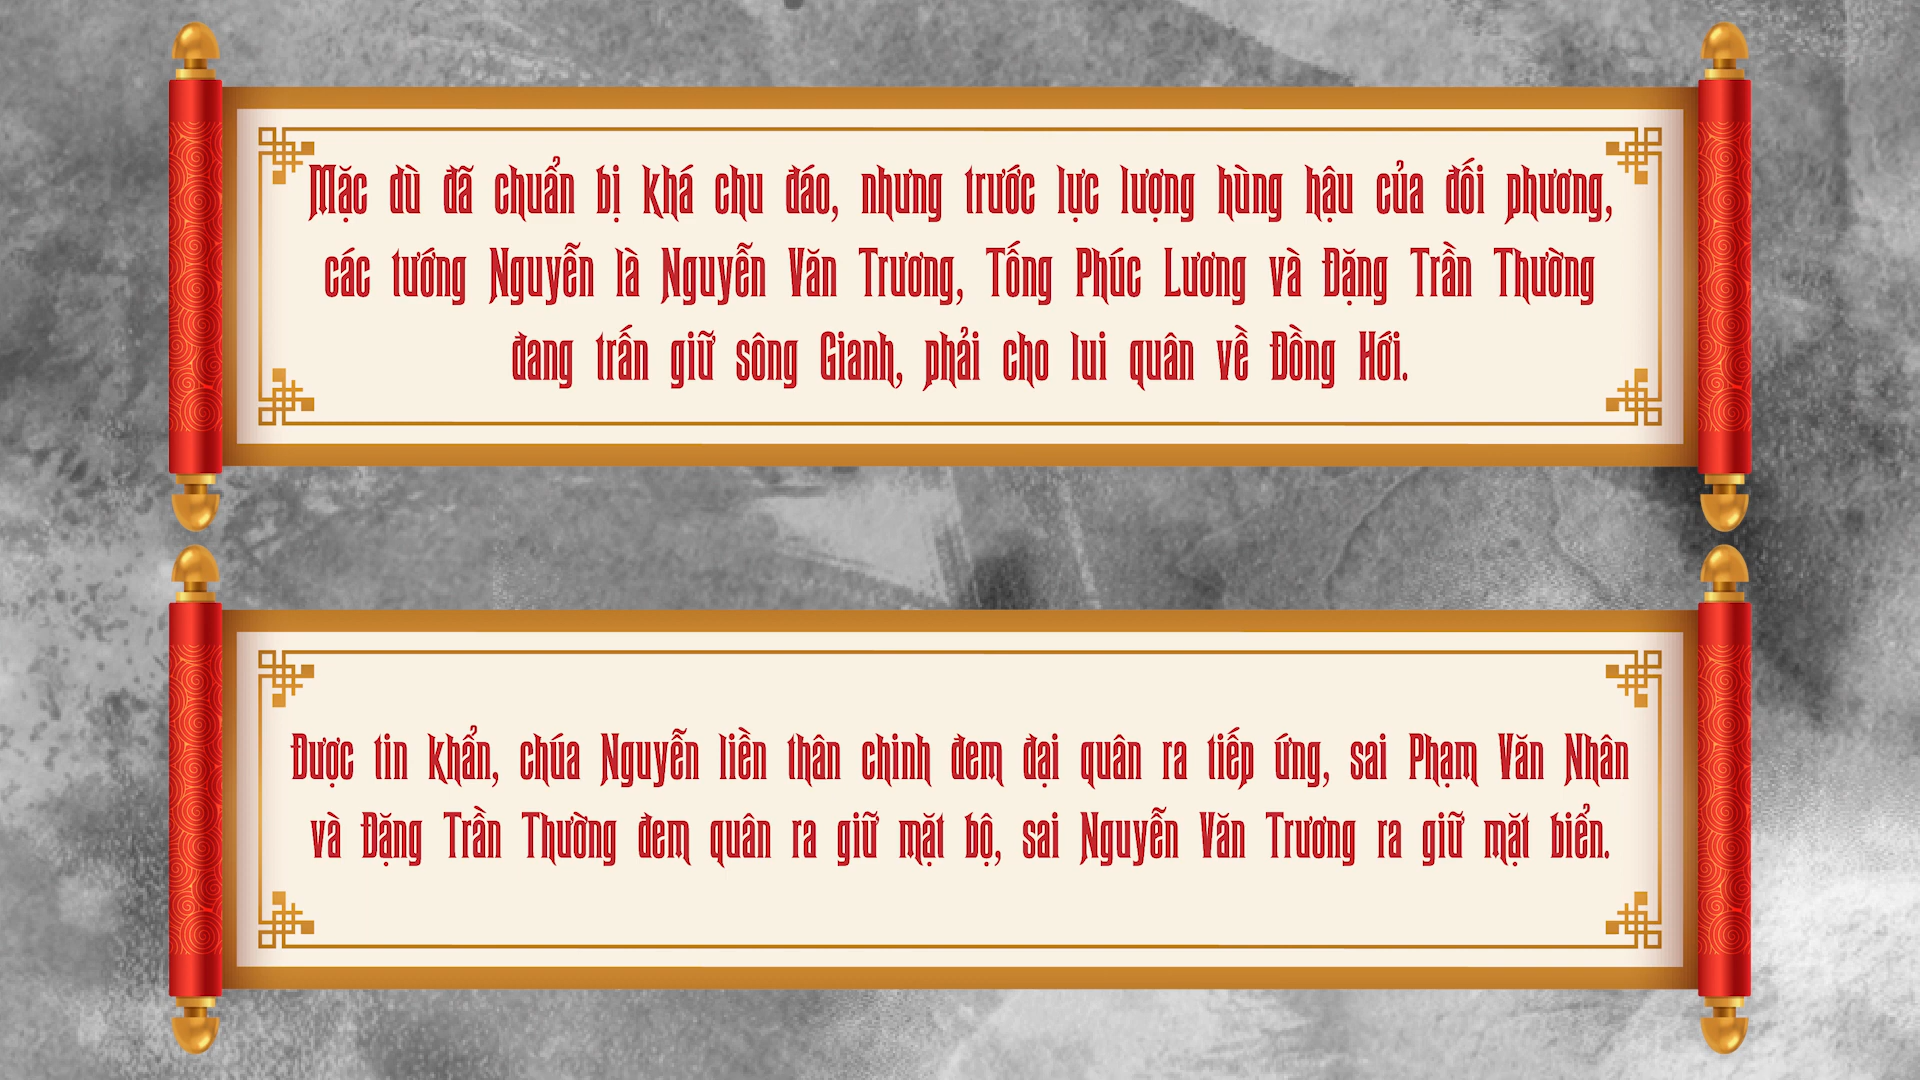 Mặc dù đã chuẩn bị khá chu đáo, nhưng trước lực lượng hùng hậu của đối phương,
các tướng Nguyễn là Nguyễn Văn Trương, Tống Phúc Lương và Đặng Trần Thường
đang trấn giữ sông Gianh, phải cho lui quân về Đồng Hới.
Được tin khẩn, chúa Nguyễn liền thân chinh đem đại quân ra tiếp ứng, sai Phạm Văn Nhân
và Đặng Trần Thường đem quân ra giữ mặt bộ, sai Nguyễn Văn Trương ra giữ mặt biển.